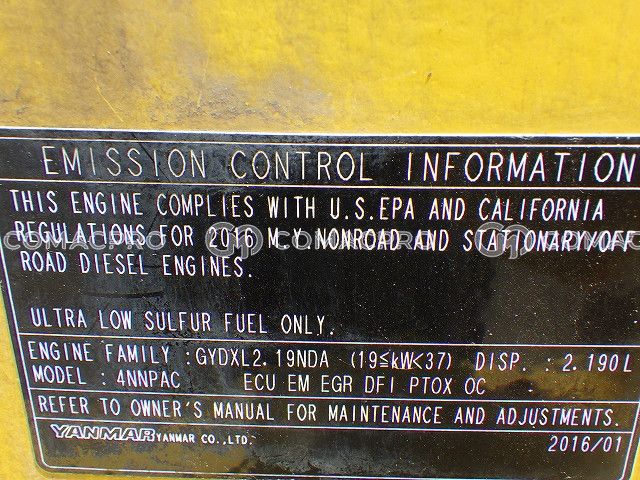 EMISSION CONTROL INFORMATION
THIS ENGINE COMPLIES WITH U.S.EPA AND CALIFORNIA
REGULATIONS FOR 2016 M.Y NONROAD AND STATIONARY/OFF
ROAD DIESEL ENGINES.
ULTRA LOW SULFUR FUEL ONLY.
ENGINE FAMILY :GYDXL2.19NDA (19≦kW<37) DISP. : 2.190L
MODEL : 4NNPAC ECU EM EGR DFI PTOX OC
REFER TO OWNER'S MANUAL FOR MAINTENANCE AND ADJUSTMENTS.
YANMAR YANMAR CO.,LTD. 2016/01
COMACPRO COMACPRO COMAC